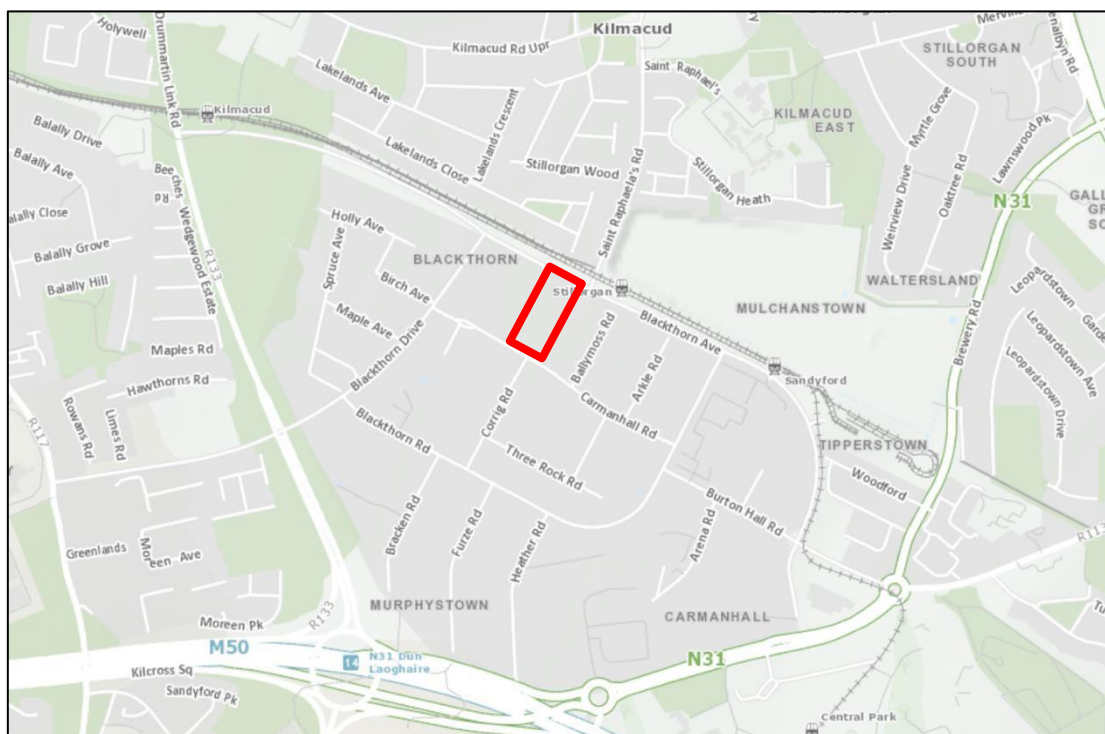 Holywell
Drummartin Link Rd
Kilmacud
Kilmacud Rd Upr
Merville
STILLORGAN
SOUTH
Lakelands Ave
Saint Raphael's
Kilmacud
KILMACUD
EAST
Myrtle Grove
Lawnswood Pk
Balally Drive
Lakelands Crescent
Lakelands Close
Stillorgan Wood
Saint Raphaela's Rd
Stillorgan Heath
Weirview Drive
Oaktree Rd
N31
Balally Ave
Beeches Rd
Wedgewood Estate
alally Close
Holly Ave
Balally Grove
R133
Spruce Ave
BLACKTHORN
Birch Ave
Stillorgan
WALTERSLAND
Leopardstown
Balally Hill
Maple Ave
Blackthorn Drive
Ballymoss Rd
Blackthorn Ave
MULCHANSTOWN
Brewery Rd
Leopardstown Ave
Maples Rd
Arkle Rd
Sandyford
Hawthorns Rd
Leopardstown Drive
Rowans Rd
Limes Rd
Blackthorn Rd
Corrig Rd
Carmanhall Rd
R117
TIPPERSTOWN
Three Rock Rd
Woodford
Bracken Rd
Furze Rd
Heather Rd
Burton Hall Rd
Arena Rd
R113
Greenlands
Moreen Ave
MURPHYSTOWN
CARMANHALL
Moreen Pk
R133
M50
14
N31 Dun
Laoghaire
N31
Kilcross Sq
Sandyford Pk
Central Park